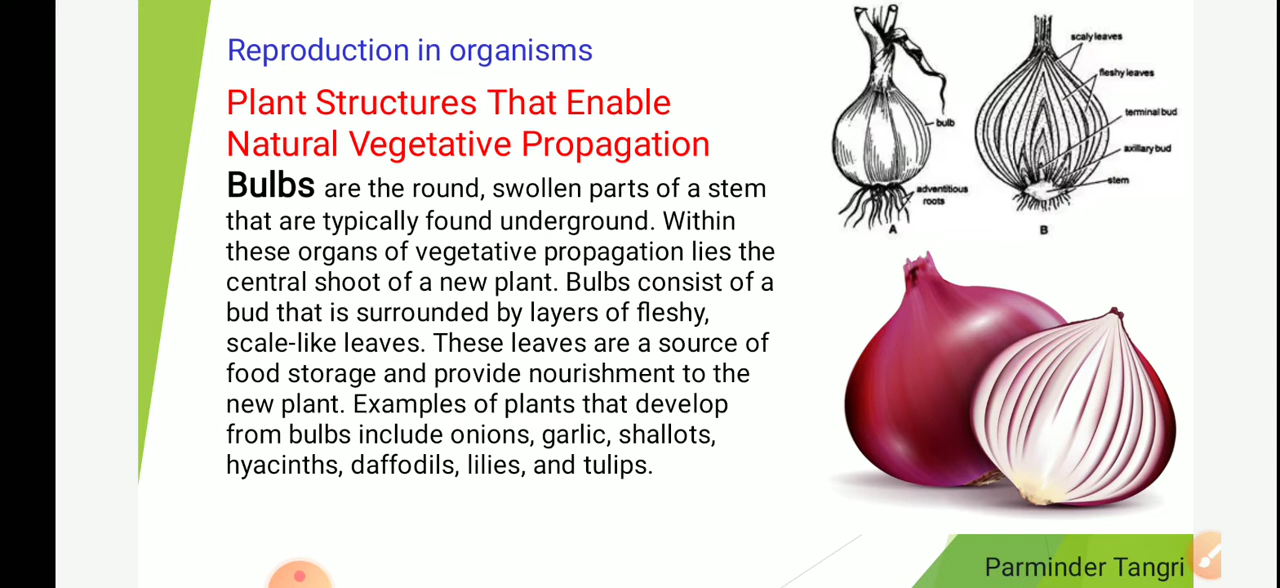 Reproduction in organisms
Plant Structures That Enable
Natural Vegetative Propagation
Bulbs are the round, swollen parts of a stem
that are typically found underground. Within
these organs of vegetative propagation lies the
central shoot of a new plant. Bulbs consist of a
bud that is surrounded by layers of fleshy,
scale-like leaves. These leaves are a source of
food storage and provide nourishment to the
new plant. Examples of plants that develop
from bulbs include onions, garlic, shallots,
hyacinths, daffodils, lilies, and tulips.
scaly leaves
fleshy leaves
terminal bud
bulb
axillary bud
stem
adventitious
roots
A
B
Parminder Tangri